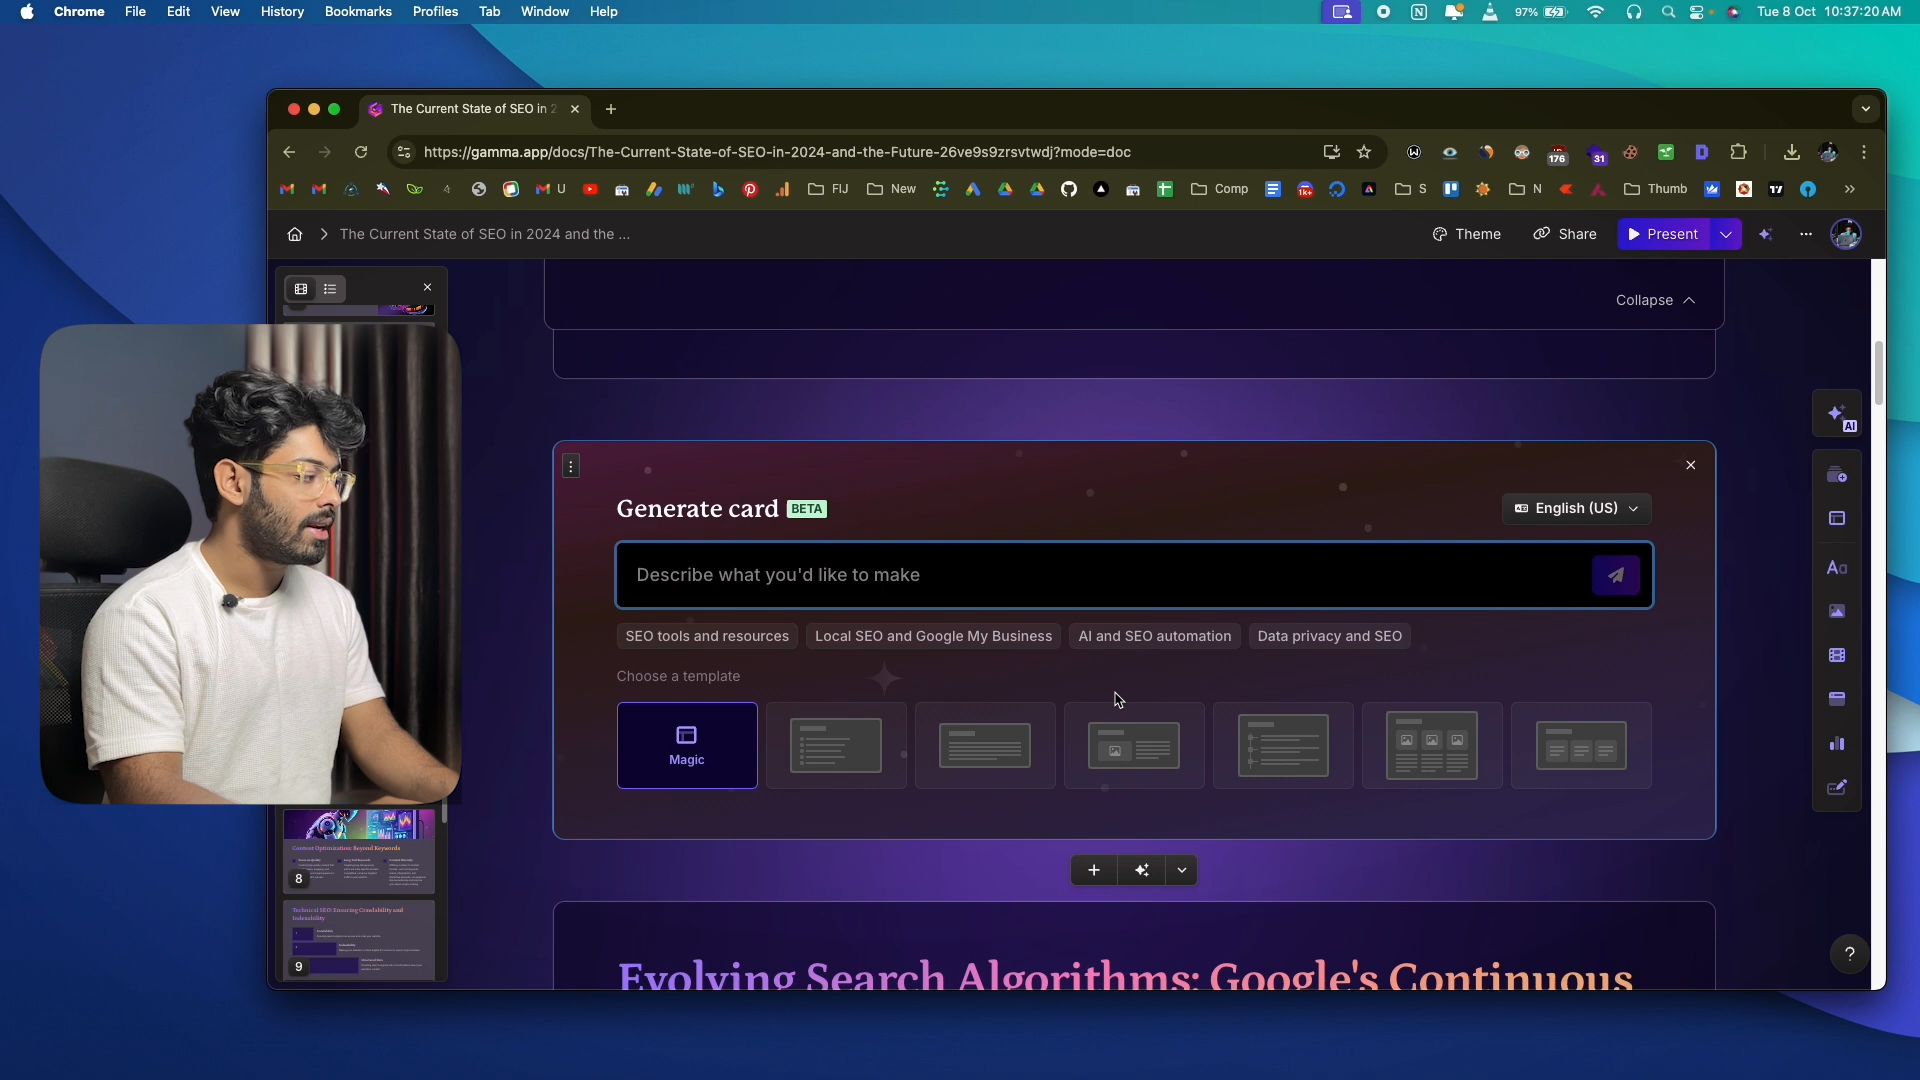 Chrome File Edit View History Bookmarks Profiles Tab Window Help
97% Tue 8 Oct 10:37:20 AM
The Current State of SEO in 2
https://gamma.app/docs/The-Current-State-of-SEO-in-2024-and-the-Future-26ve9s9zrsvtwdj?mode=doc
176 31
U FIJ New Comp 1k+ S N Thumb
The Current State of SEO in 2024 and the ...
Theme Share Present
Collapse
AI
Generate card BETA
English (US)
Describe what you'd like to make
SEO tools and resources Local SEO and Google My Business AI and SEO automation Data privacy and SEO
Choose a template
Magic
Aa
Content Optimization: Beyond Keywords
8
Technical SEO: Ensuring Crawlability and
Indexability
9
Evolving Search Algorithms: Google's Continuous
?